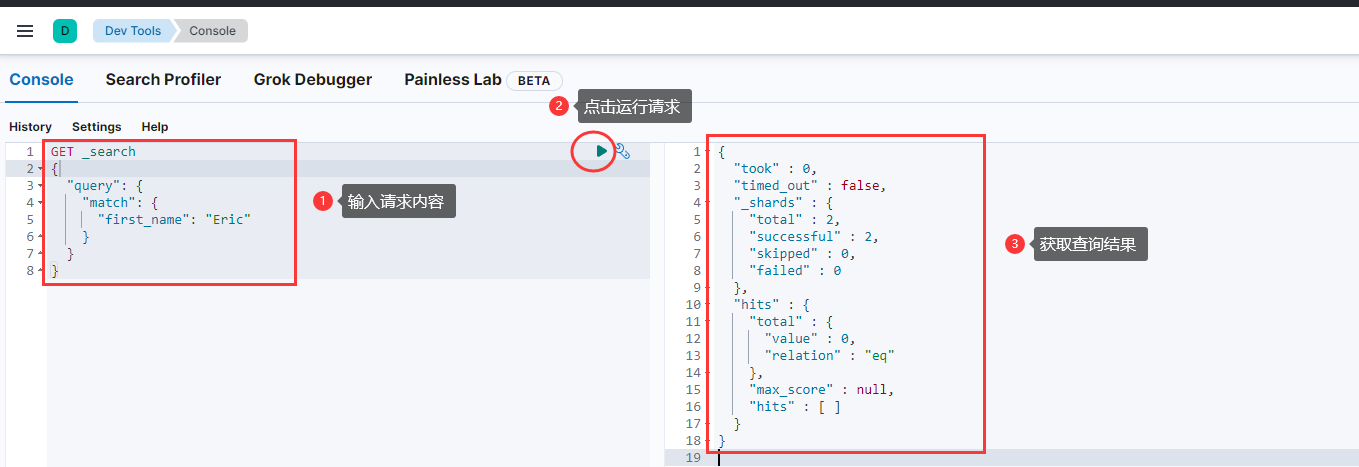 D Dev Tools Console
Console Search Profiler Grok Debugger Painless Lab BETA
2 点击运行请求
History Settings Help
1 GET _search
2 {
3 "query": {
4 "match": {
5 "first_name": "Eric"
6 }
7 }
8 }
1 输入请求内容
1 {
2 "took" : 0,
3 "timed_out" : false,
4 "_shards" : {
5 "total" : 2,
6 "successful" : 2,
7 "skipped" : 0,
8 "failed" : 0
9 },
10 "hits" : {
11 "total" : {
12 "value" : 0,
13 "relation" : "eq"
14 },
15 "max_score" : null,
16 "hits" : [ ]
17 }
18 }
19
3 获取查询结果